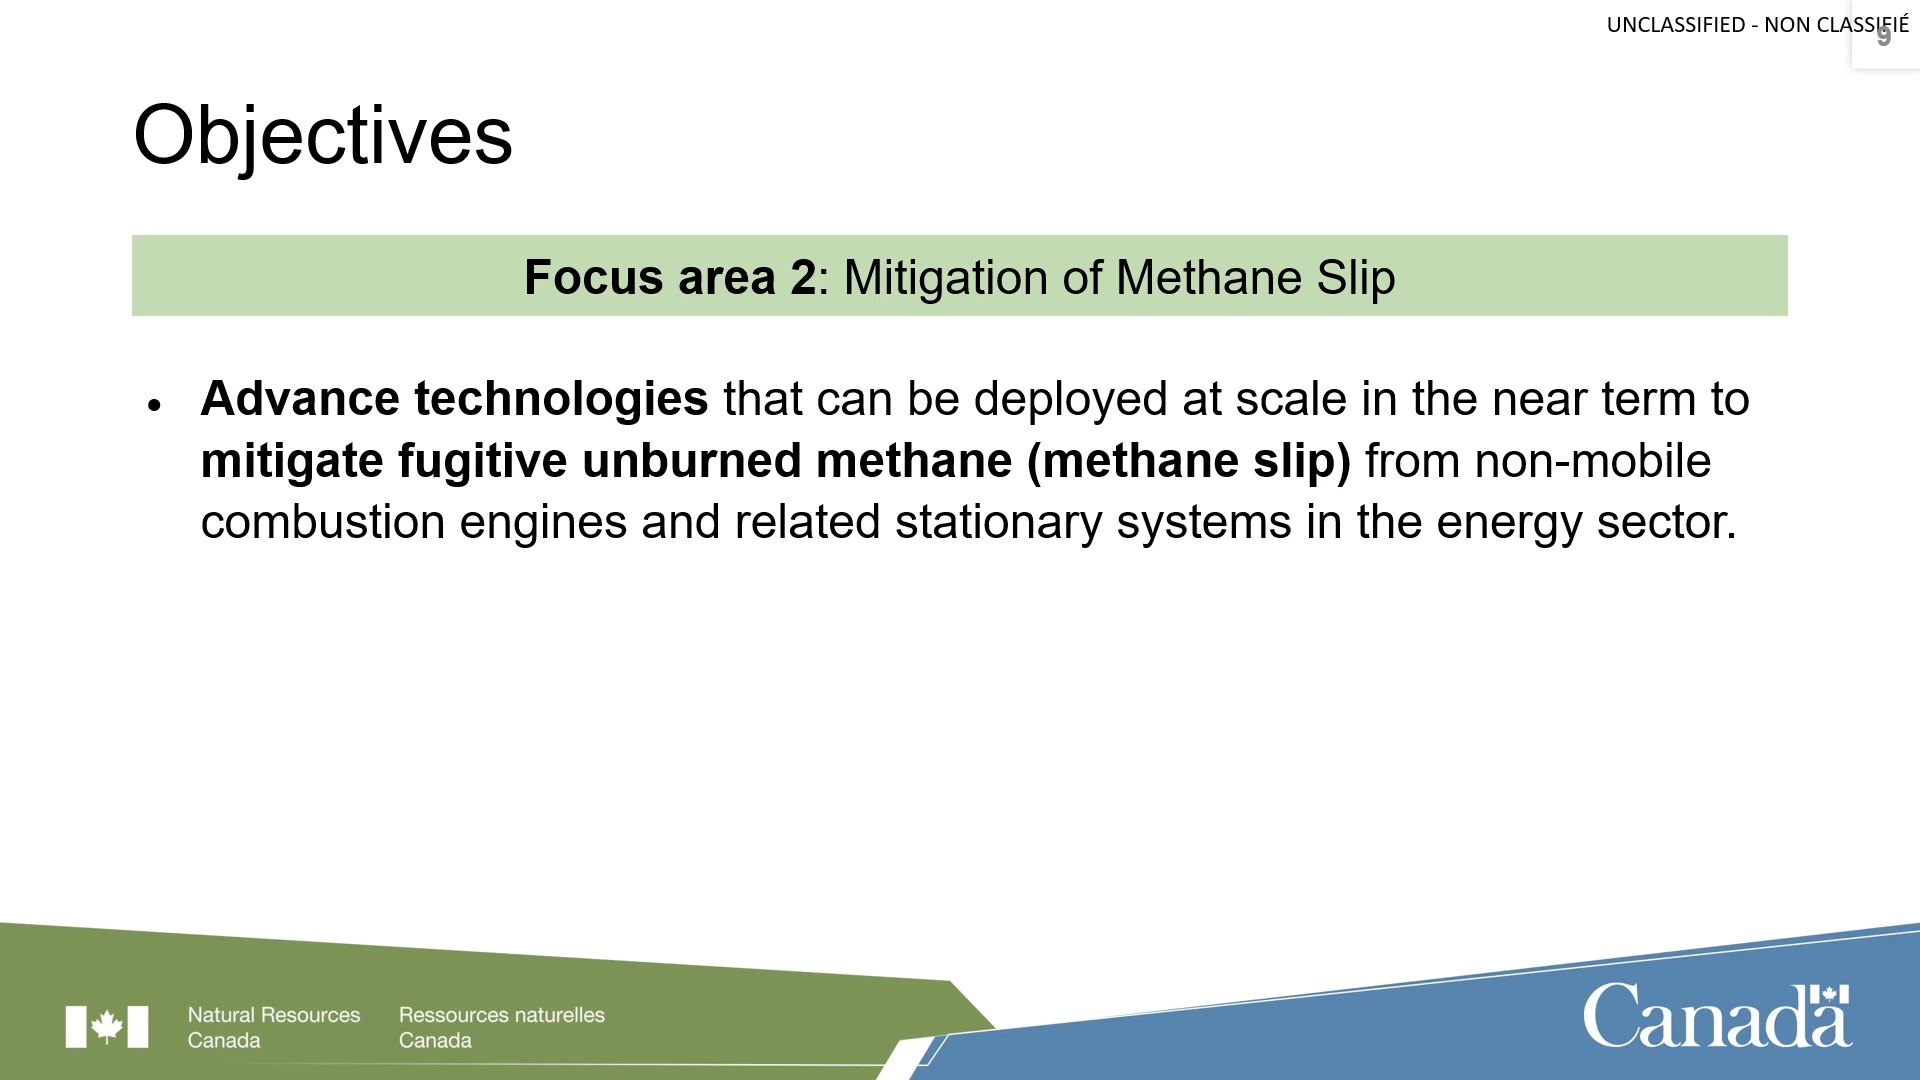 UNCLASSIFIED - NON CLASSIFIÉ
9
Objectives
Focus area 2: Mitigation of Methane Slip
• Advance technologies that can be deployed at scale in the near term to
mitigate fugitive unburned methane (methane slip) from non-mobile
combustion engines and related stationary systems in the energy sector.
Natural Resources
Canada
Ressources naturelles
Canada
Canada